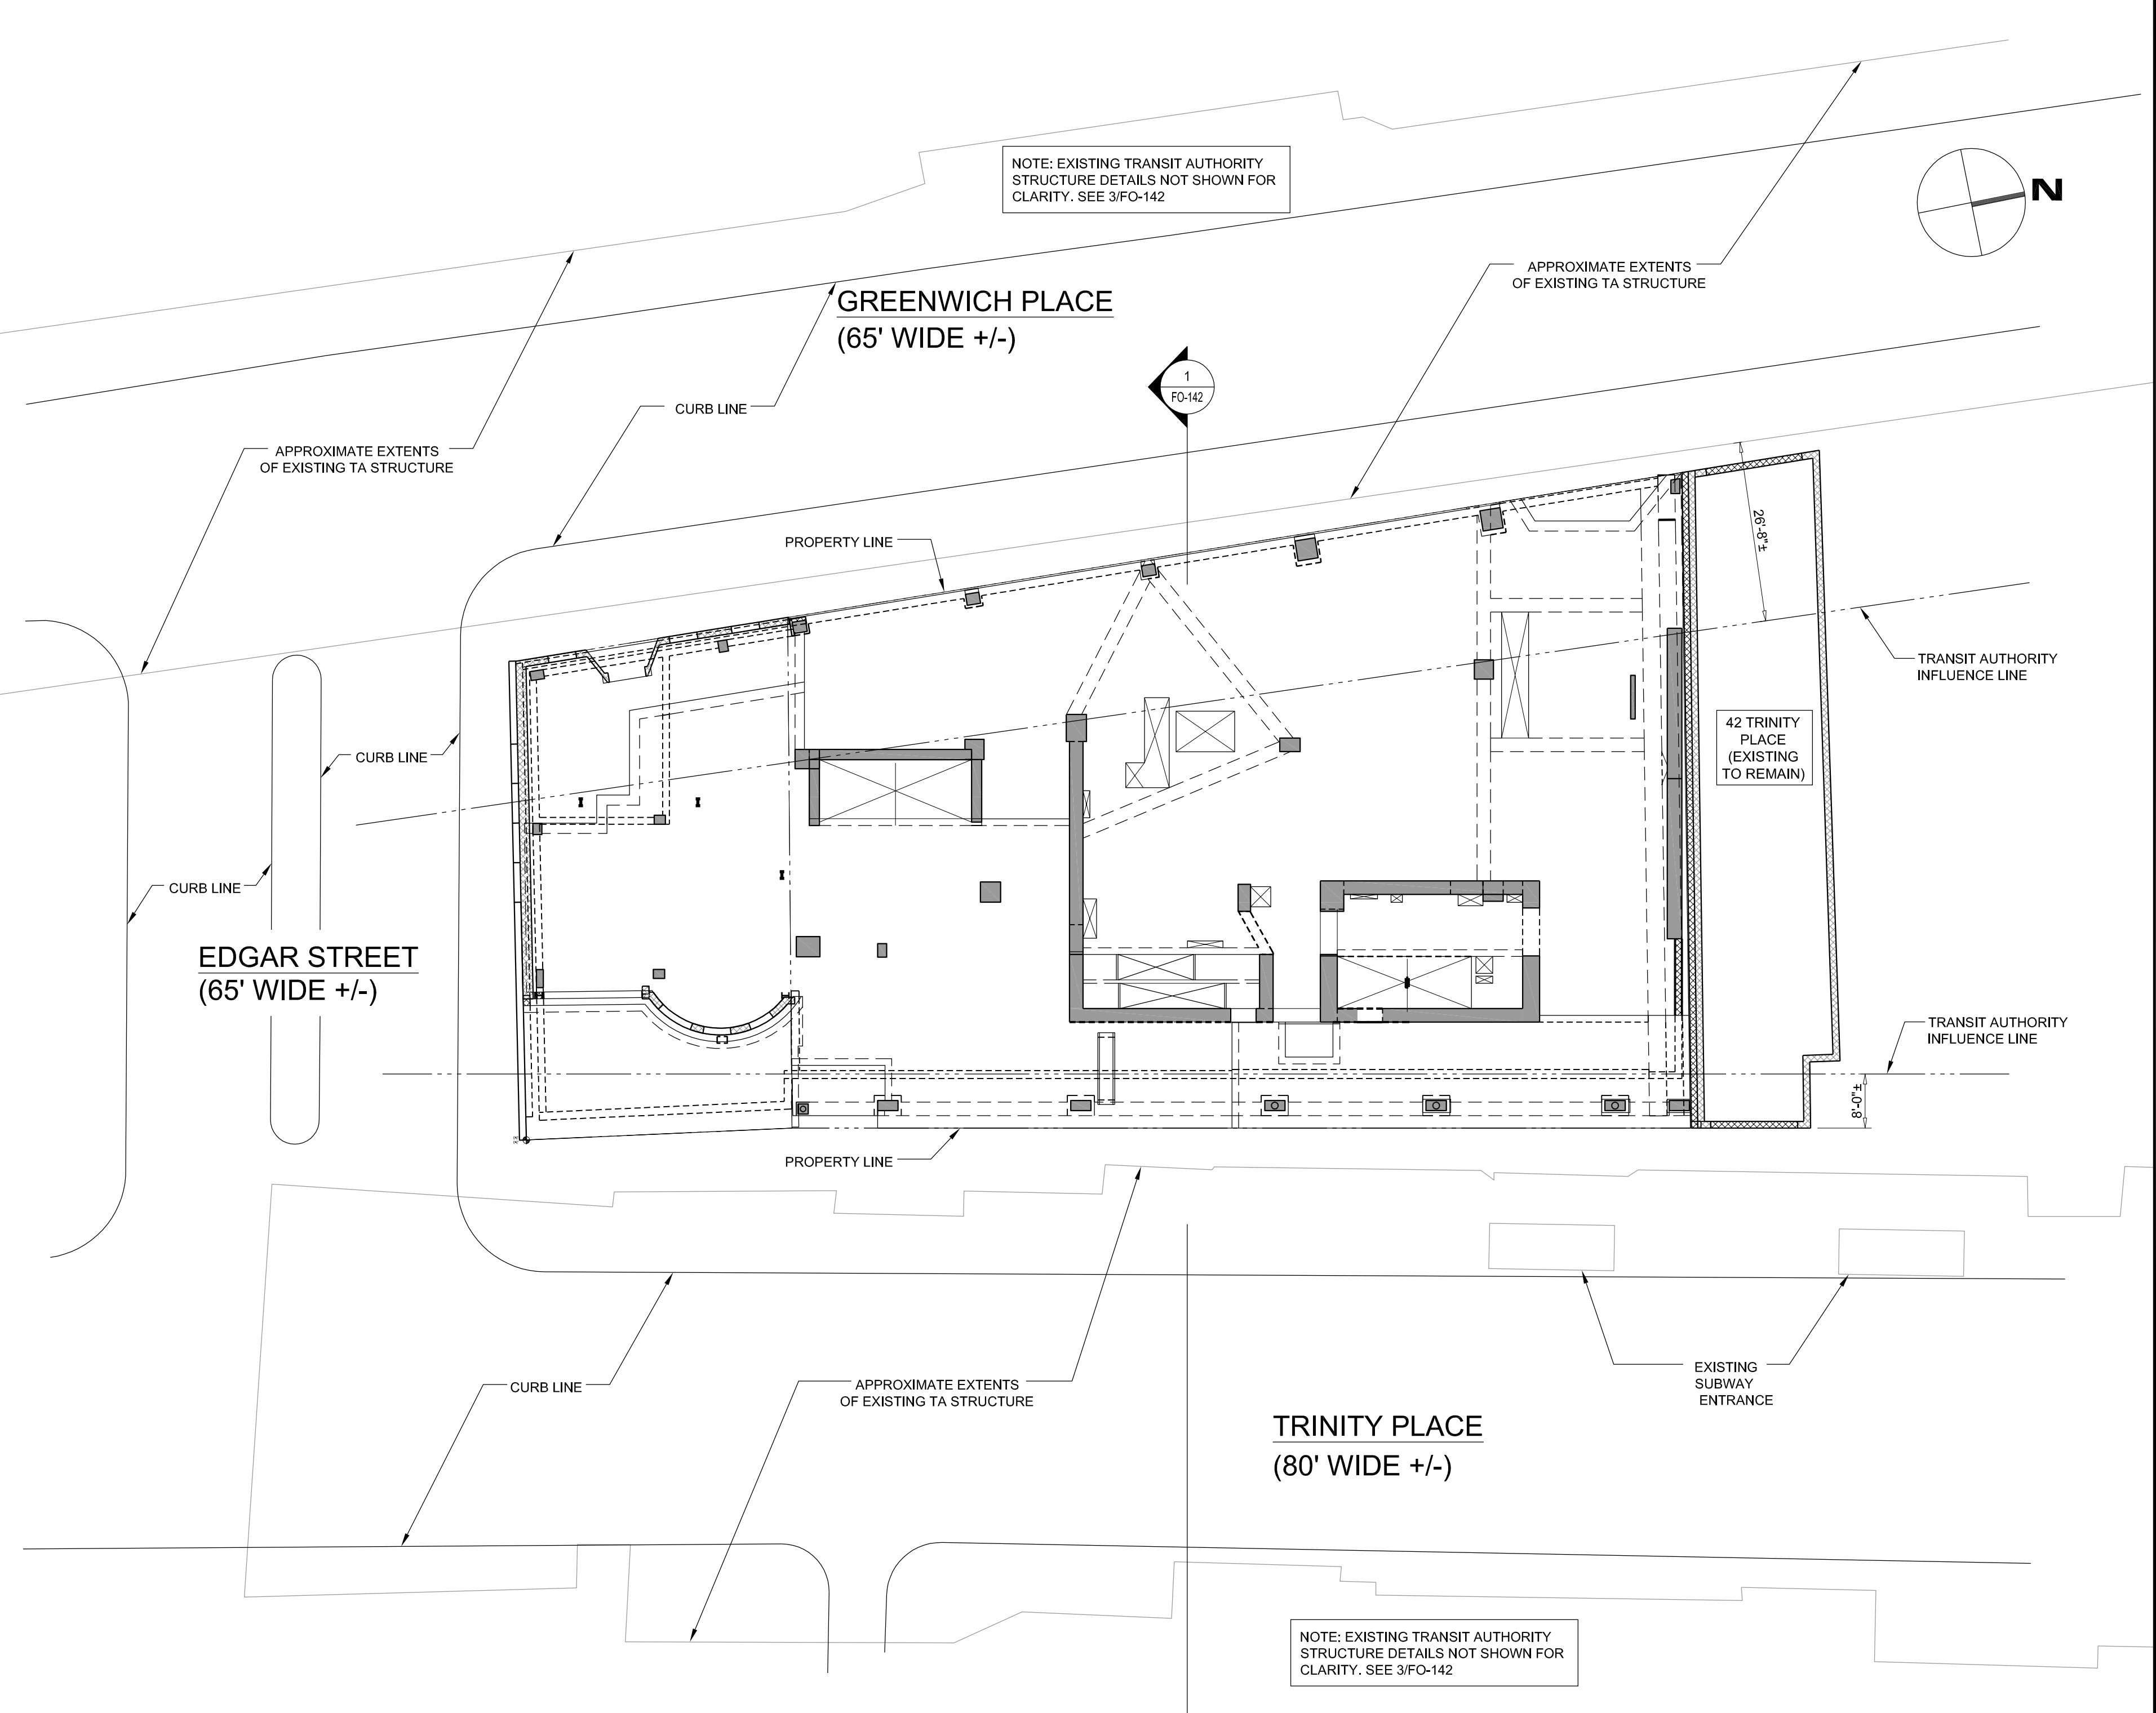 NOTE: EXISTING TRANSIT AUTHORITY
STRUCTURE DETAILS NOT SHOWN FOR
CLARITY. SEE 3/FO-142
N
APPROXIMATE EXTENTS
OF EXISTING TA STRUCTURE
GREENWICH PLACE
(65' WIDE +/-)
1
FO-142
CURB LINE
APPROXIMATE EXTENTS
OF EXISTING TA STRUCTURE
26'-8"±
PROPERTY LINE
TRANSIT AUTHORITY
INFLUENCE LINE
42 TRINITY
PLACE
(EXISTING
TO REMAIN)
CURB LINE
CURB LINE
EDGAR STREET
(65' WIDE +/-)
TRANSIT AUTHORITY
INFLUENCE LINE
8'-0"±
PROPERTY LINE
EXISTING
SUBWAY
ENTRANCE
CURB LINE
APPROXIMATE EXTENTS
OF EXISTING TA STRUCTURE
TRINITY PLACE
(80' WIDE +/-)
NOTE: EXISTING TRANSIT AUTHORITY
STRUCTURE DETAILS NOT SHOWN FOR
CLARITY. SEE 3/FO-142